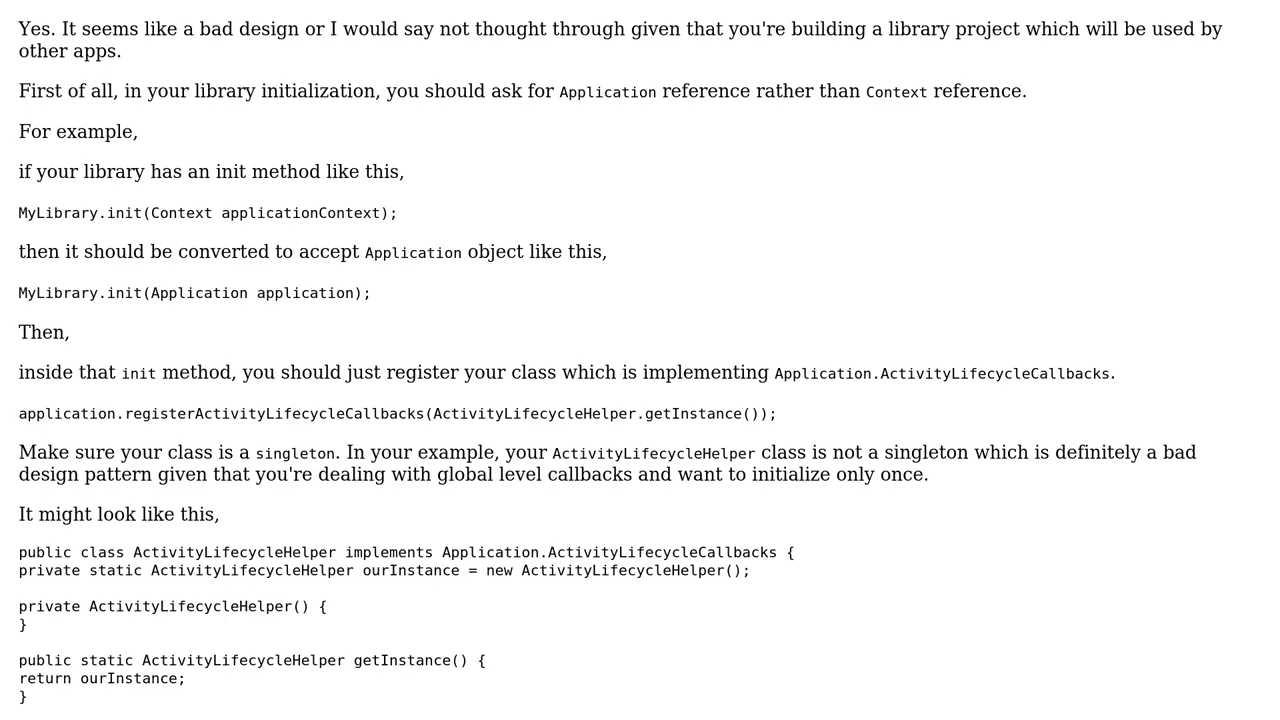 Yes. It seems like a bad design or I would say not thought through given that you're building a library project which will be used by
other apps.
First of all, in your library initialization, you should ask for Application reference rather than Context reference.
For example,
if your library has an init method like this,
MyLibrary.init(Context applicationContext);
then it should be converted to accept Application object like this,
MyLibrary.init(Application application);
Then,
inside that init method, you should just register your class which is implementing Application.ActivityLifecycleCallbacks.
application.registerActivityLifecycleCallbacks(ActivityLifecycleHelper.getInstance());
Make sure your class is a singleton. In your example, your ActivityLifecycleHelper class is not a singleton which is definitely a bad
design pattern given that you're dealing with global level callbacks and want to initialize only once.
It might look like this,
public class ActivityLifecycleHelper implements Application.ActivityLifecycleCallbacks {
private static ActivityLifecycleHelper ourInstance = new ActivityLifecycleHelper();
private ActivityLifecycleHelper() {
}
public static ActivityLifecycleHelper getInstance() {
return ourInstance;
}